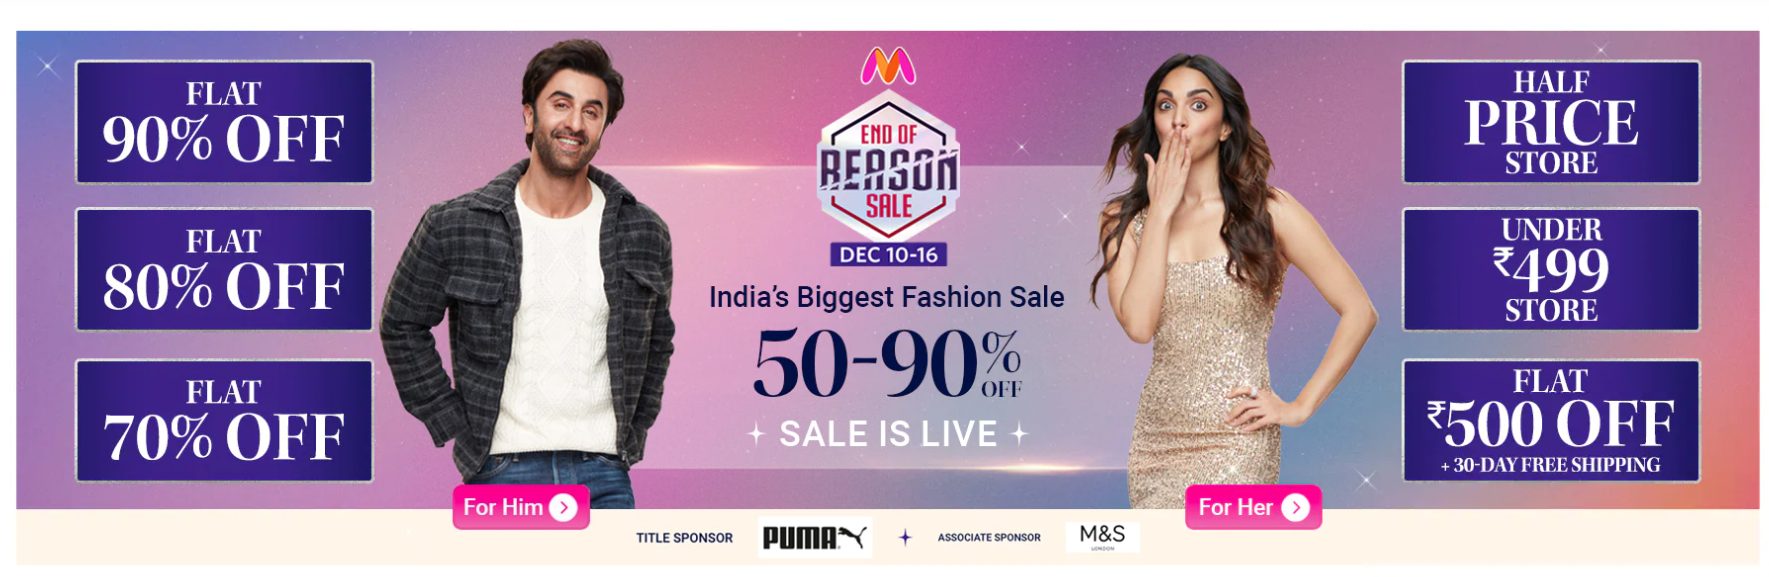 FLAT
90% OFF
FLAT
80% OFF
FLAT
70% OFF
For Him
END OF
REASON
SALE
DEC 10-16
India's Biggest Fashion Sale
50-90%
OFF
SALE IS LIVE
For Her
HALF
PRICE
STORE
UNDER
₹499
STORE
FLAT
₹500 OFF
+ 30-DAY FREE SHIPPING
TITLE SPONSOR
PUMA
ASSOCIATE SPONSOR
M&S
LONDON